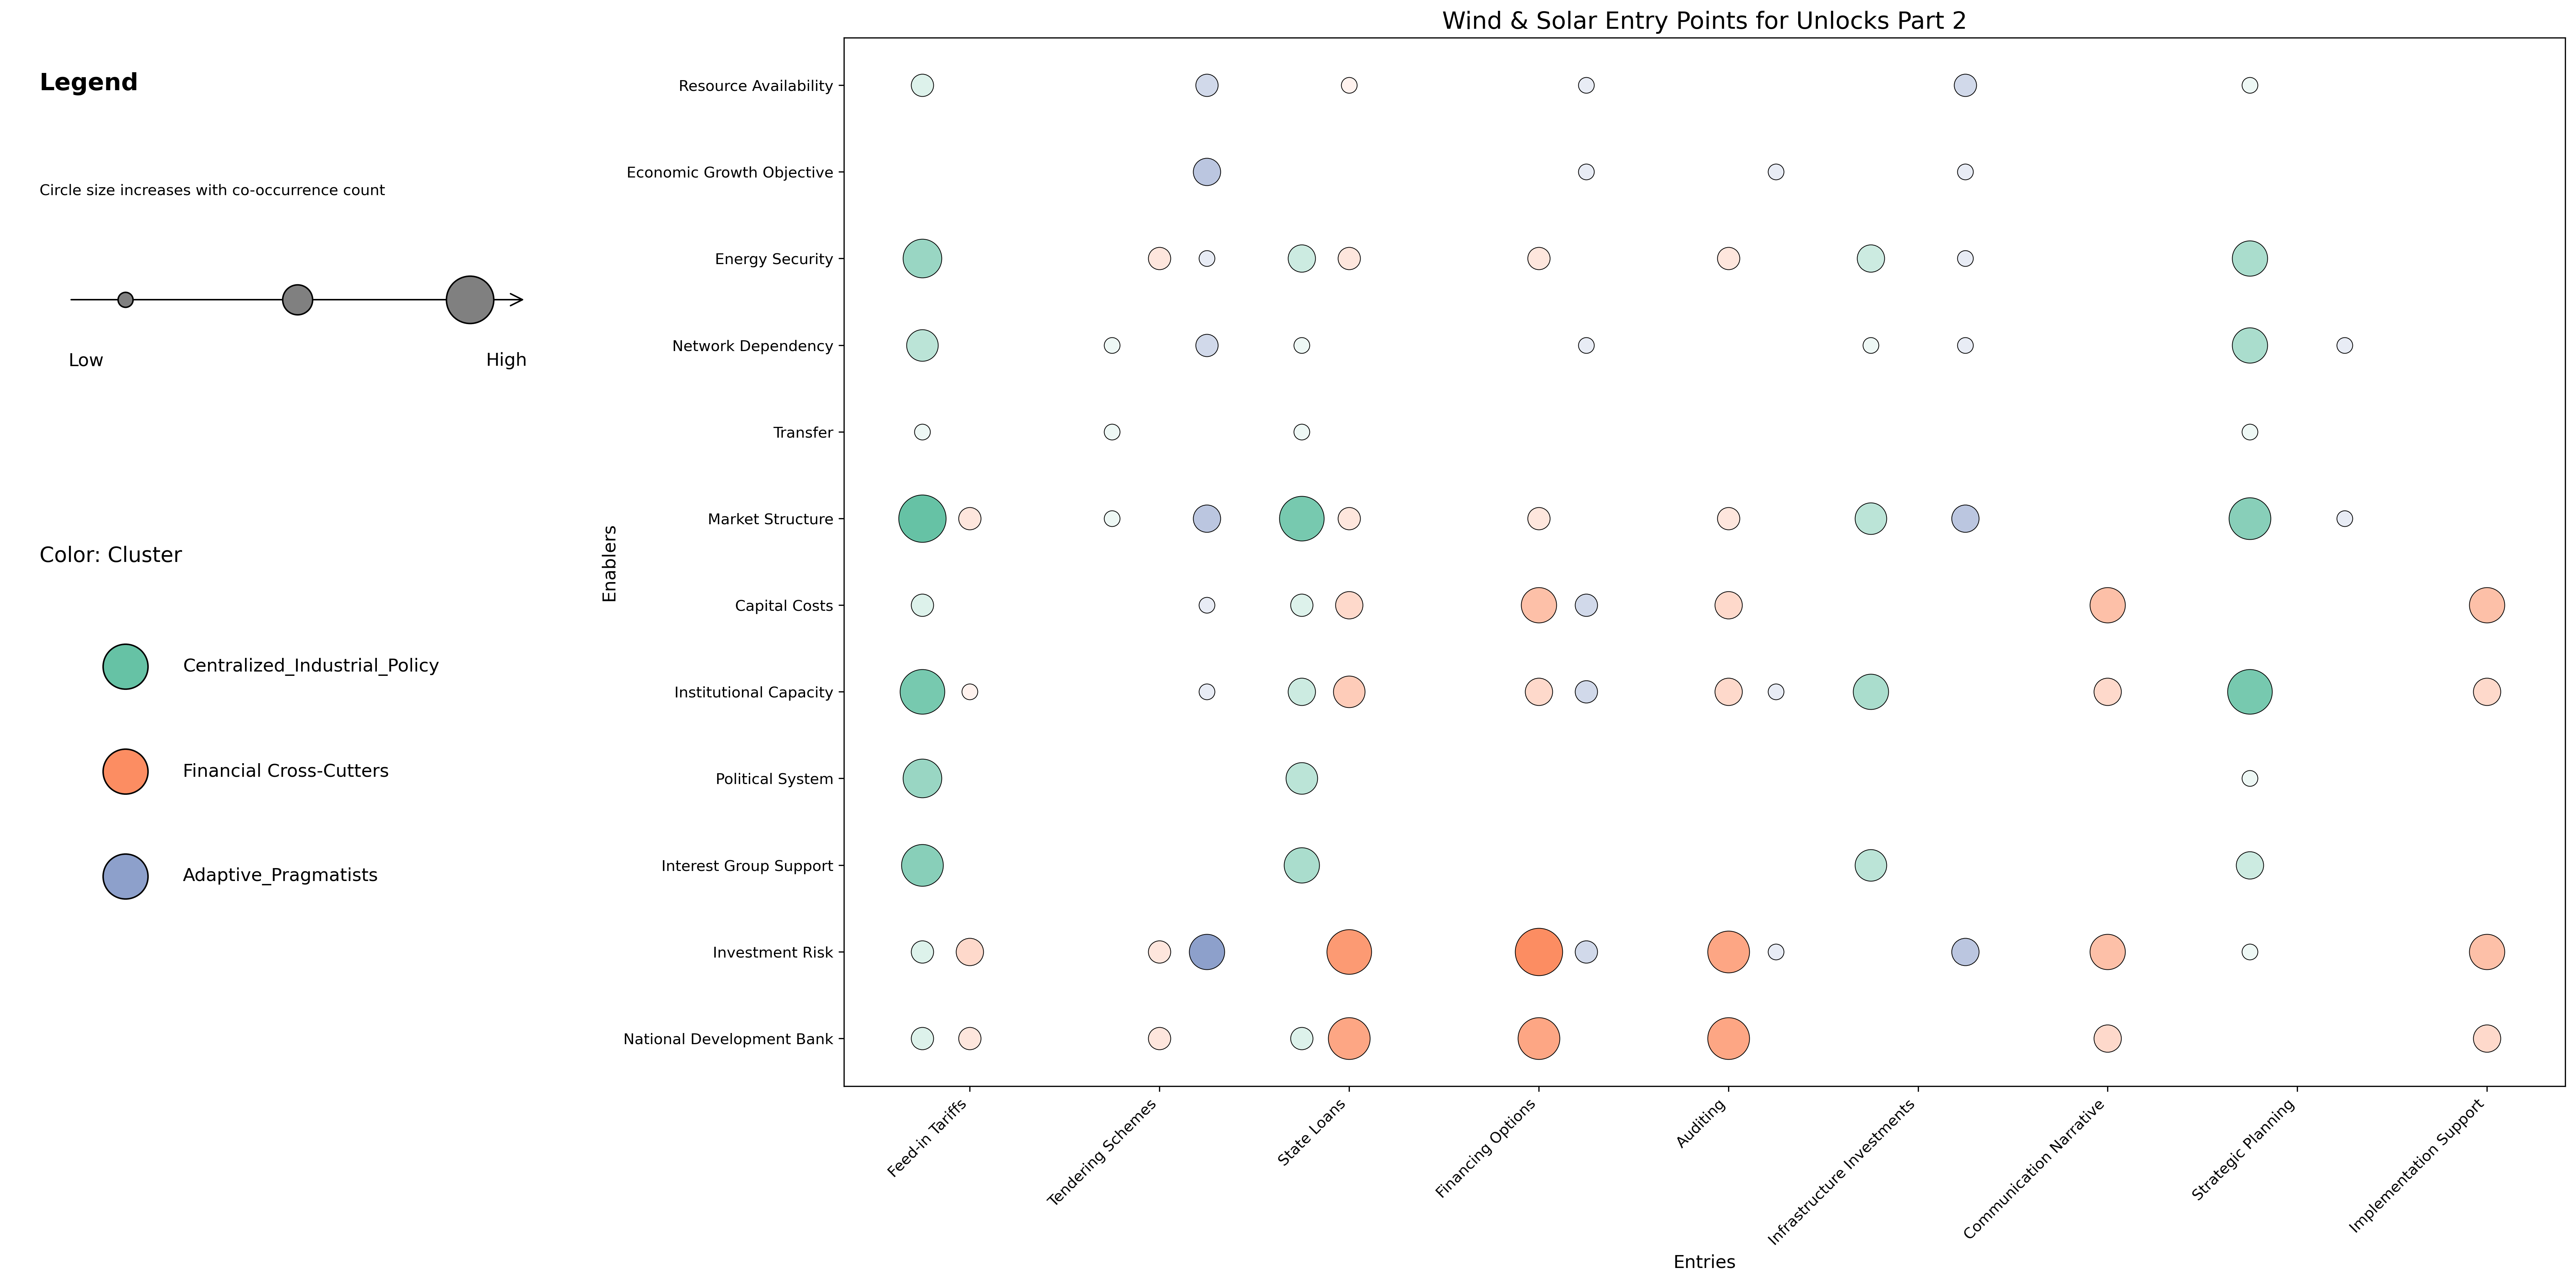 Wind & Solar Entry Points for Unlocks Part 2
Legend
Circle size increases with co-occurrence count
Low
High
Color: Cluster
Centralized_Industrial_Policy
Financial Cross-Cutters
Adaptive_Pragmatists
Enablers
Resource Availability
Economic Growth Objective
Energy Security
Network Dependency
Transfer
Market Structure
Capital Costs
Institutional Capacity
Political System
Interest Group Support
Investment Risk
National Development Bank
Feed-in Tariffs
Tendering Schemes
State Loans
Financing Options
Auditing
Infrastructure Investments
Communication Narrative
Strategic Planning
Implementation Support
Entries